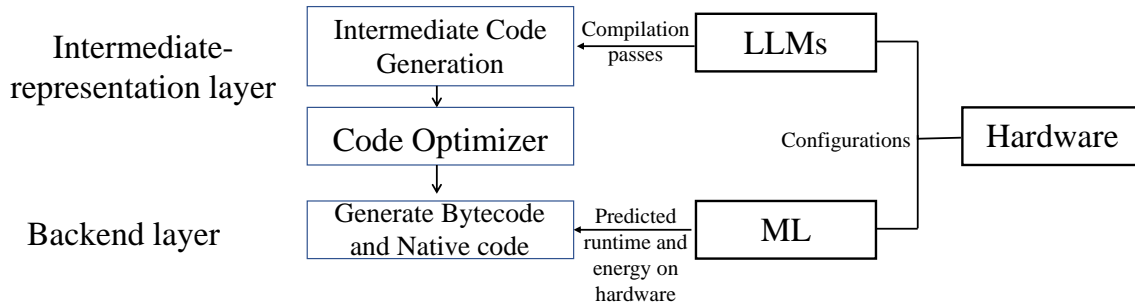 Intermediate-
representation layer
Intermediate Code
Generation
Compilation
passes
LLMs
Code Optimizer
Configurations
Hardware
Backend layer
Generate Bytecode
and Native code
Predicted
runtime and
energy on
hardware
ML